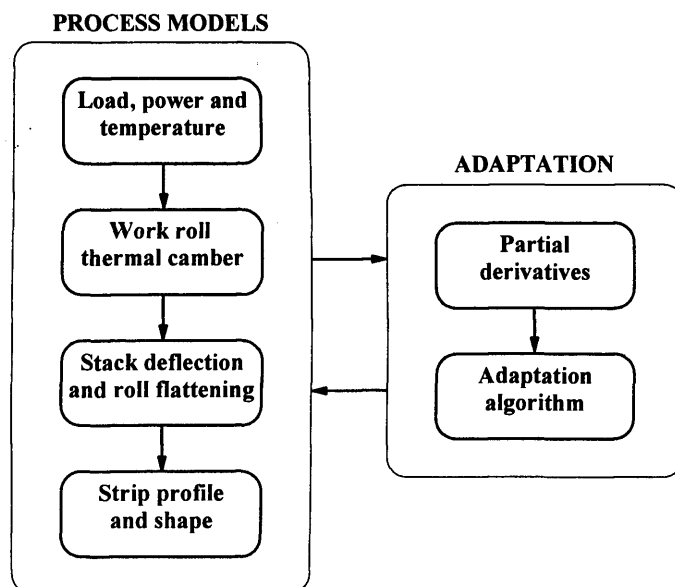 PROCESS MODELS
Load, power and
temperature
Work roll
thermal camber
Stack deflection
and roll flattening
Strip profile
and shape
ADAPTATION
Partial
derivatives
Adaptation
algorithm